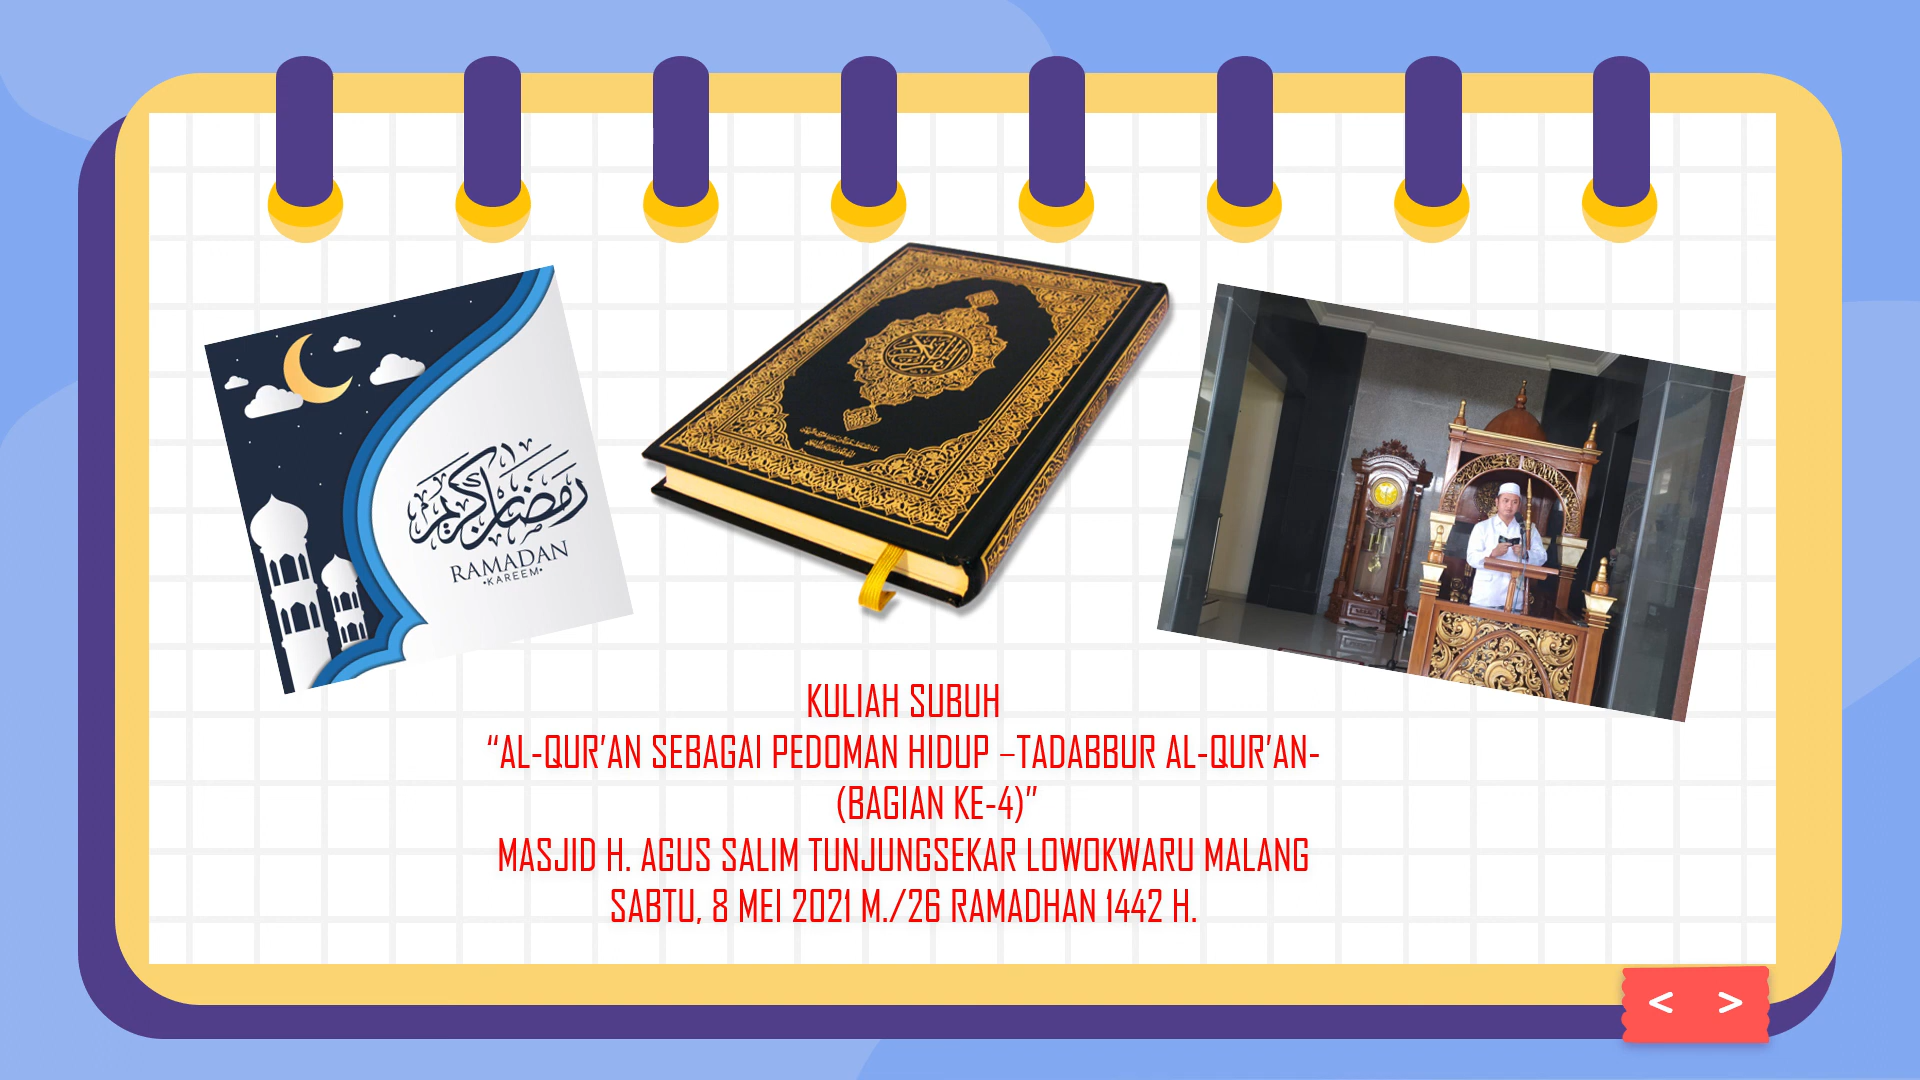 رمضان كريم
RAMADAN
•KAREEM•
KULIAH SUBUH
“AL-QUR’AN SEBAGAI PEDOMAN HIDUP –TADABBUR AL-QUR’AN-
(BAGIAN KE-4)”
MASJID H. AGUS SALIM TUNJUNGSEKAR LOWOKWARU MALANG
SABTU, 8 MEI 2021 M./26 RAMADHAN 1442 H.
< >